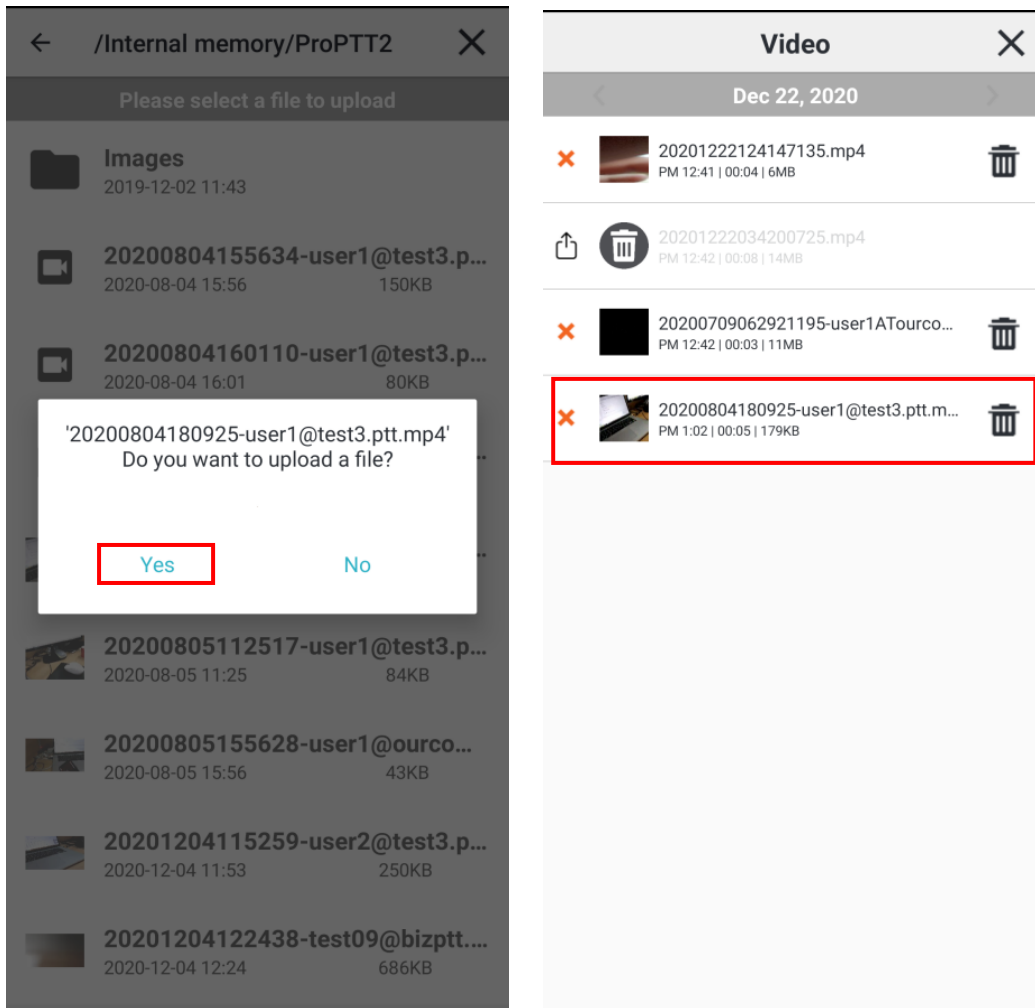 /Internal memory/ProPTT2
Please select a file to upload
Images
2019-12-02 11:43
20200804155634-user1@test3.p...
2020-08-04 15:56 150KB
20200804160110-user1@test3.p...
2020-08-04 16:01 80KB
'20200804180925-user1@test3.ptt.mp4'
Do you want to upload a file?
Yes No
20200805112517-user1@test3.p...
2020-08-05 11:25 84KB
20200805155628-user1@ourco...
2020-08-05 15:56 43KB
20201204115259-user2@test3.p...
2020-12-04 11:53 250KB
20201204122438-test09@bizptt....
2020-12-04 12:24 686KB
Video
Dec 22, 2020
20201222124147135.mp4
PM 12:41 | 00:04 | 6MB
20201222034200725.mp4
PM 12:42 | 00:08 | 14MB
20200709062921195-user1ATourco...
PM 12:42 | 00:03 | 11MB
20200804180925-user1@test3.ptt.m...
PM 1:02 | 00:05 | 179KB